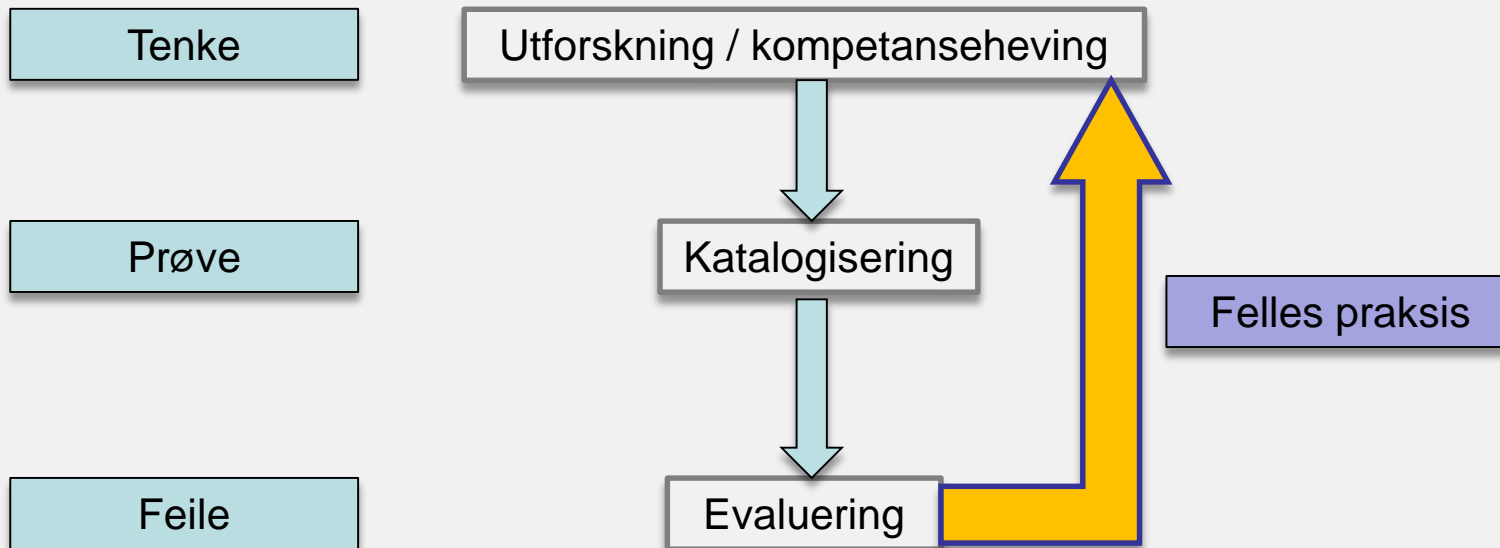 Tenke
Utforskning / kompetanseheving
Prøve
Katalogisering
Felles praksis
Feile
Evaluering